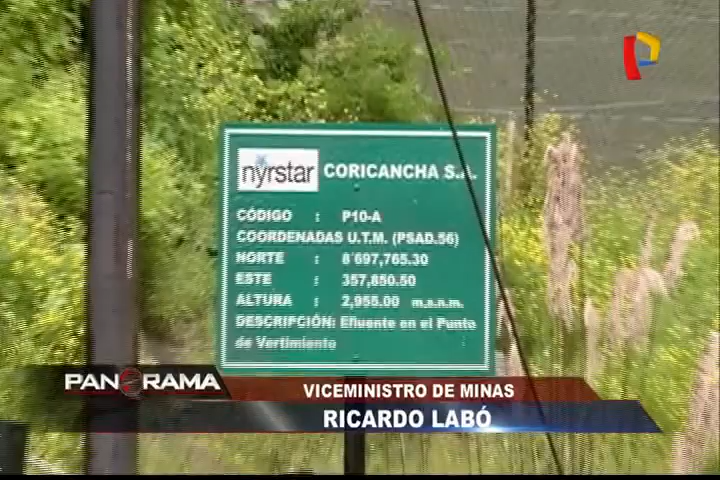 nyrstar CORICANCHA S.A.
CÓDIGO : P10-A
COORDENADAS U.T.M. (PSAD.56)
NORTE : 8'697,765.30
ESTE : 357,850.50
ALTURA : 2,955.00 m.s.n.m.
DESCRIPCIÓN: Efluente en el Punto
de Vertimiento
PANORAMA
VICEMINISTRO DE MINAS
RICARDO LABÓ